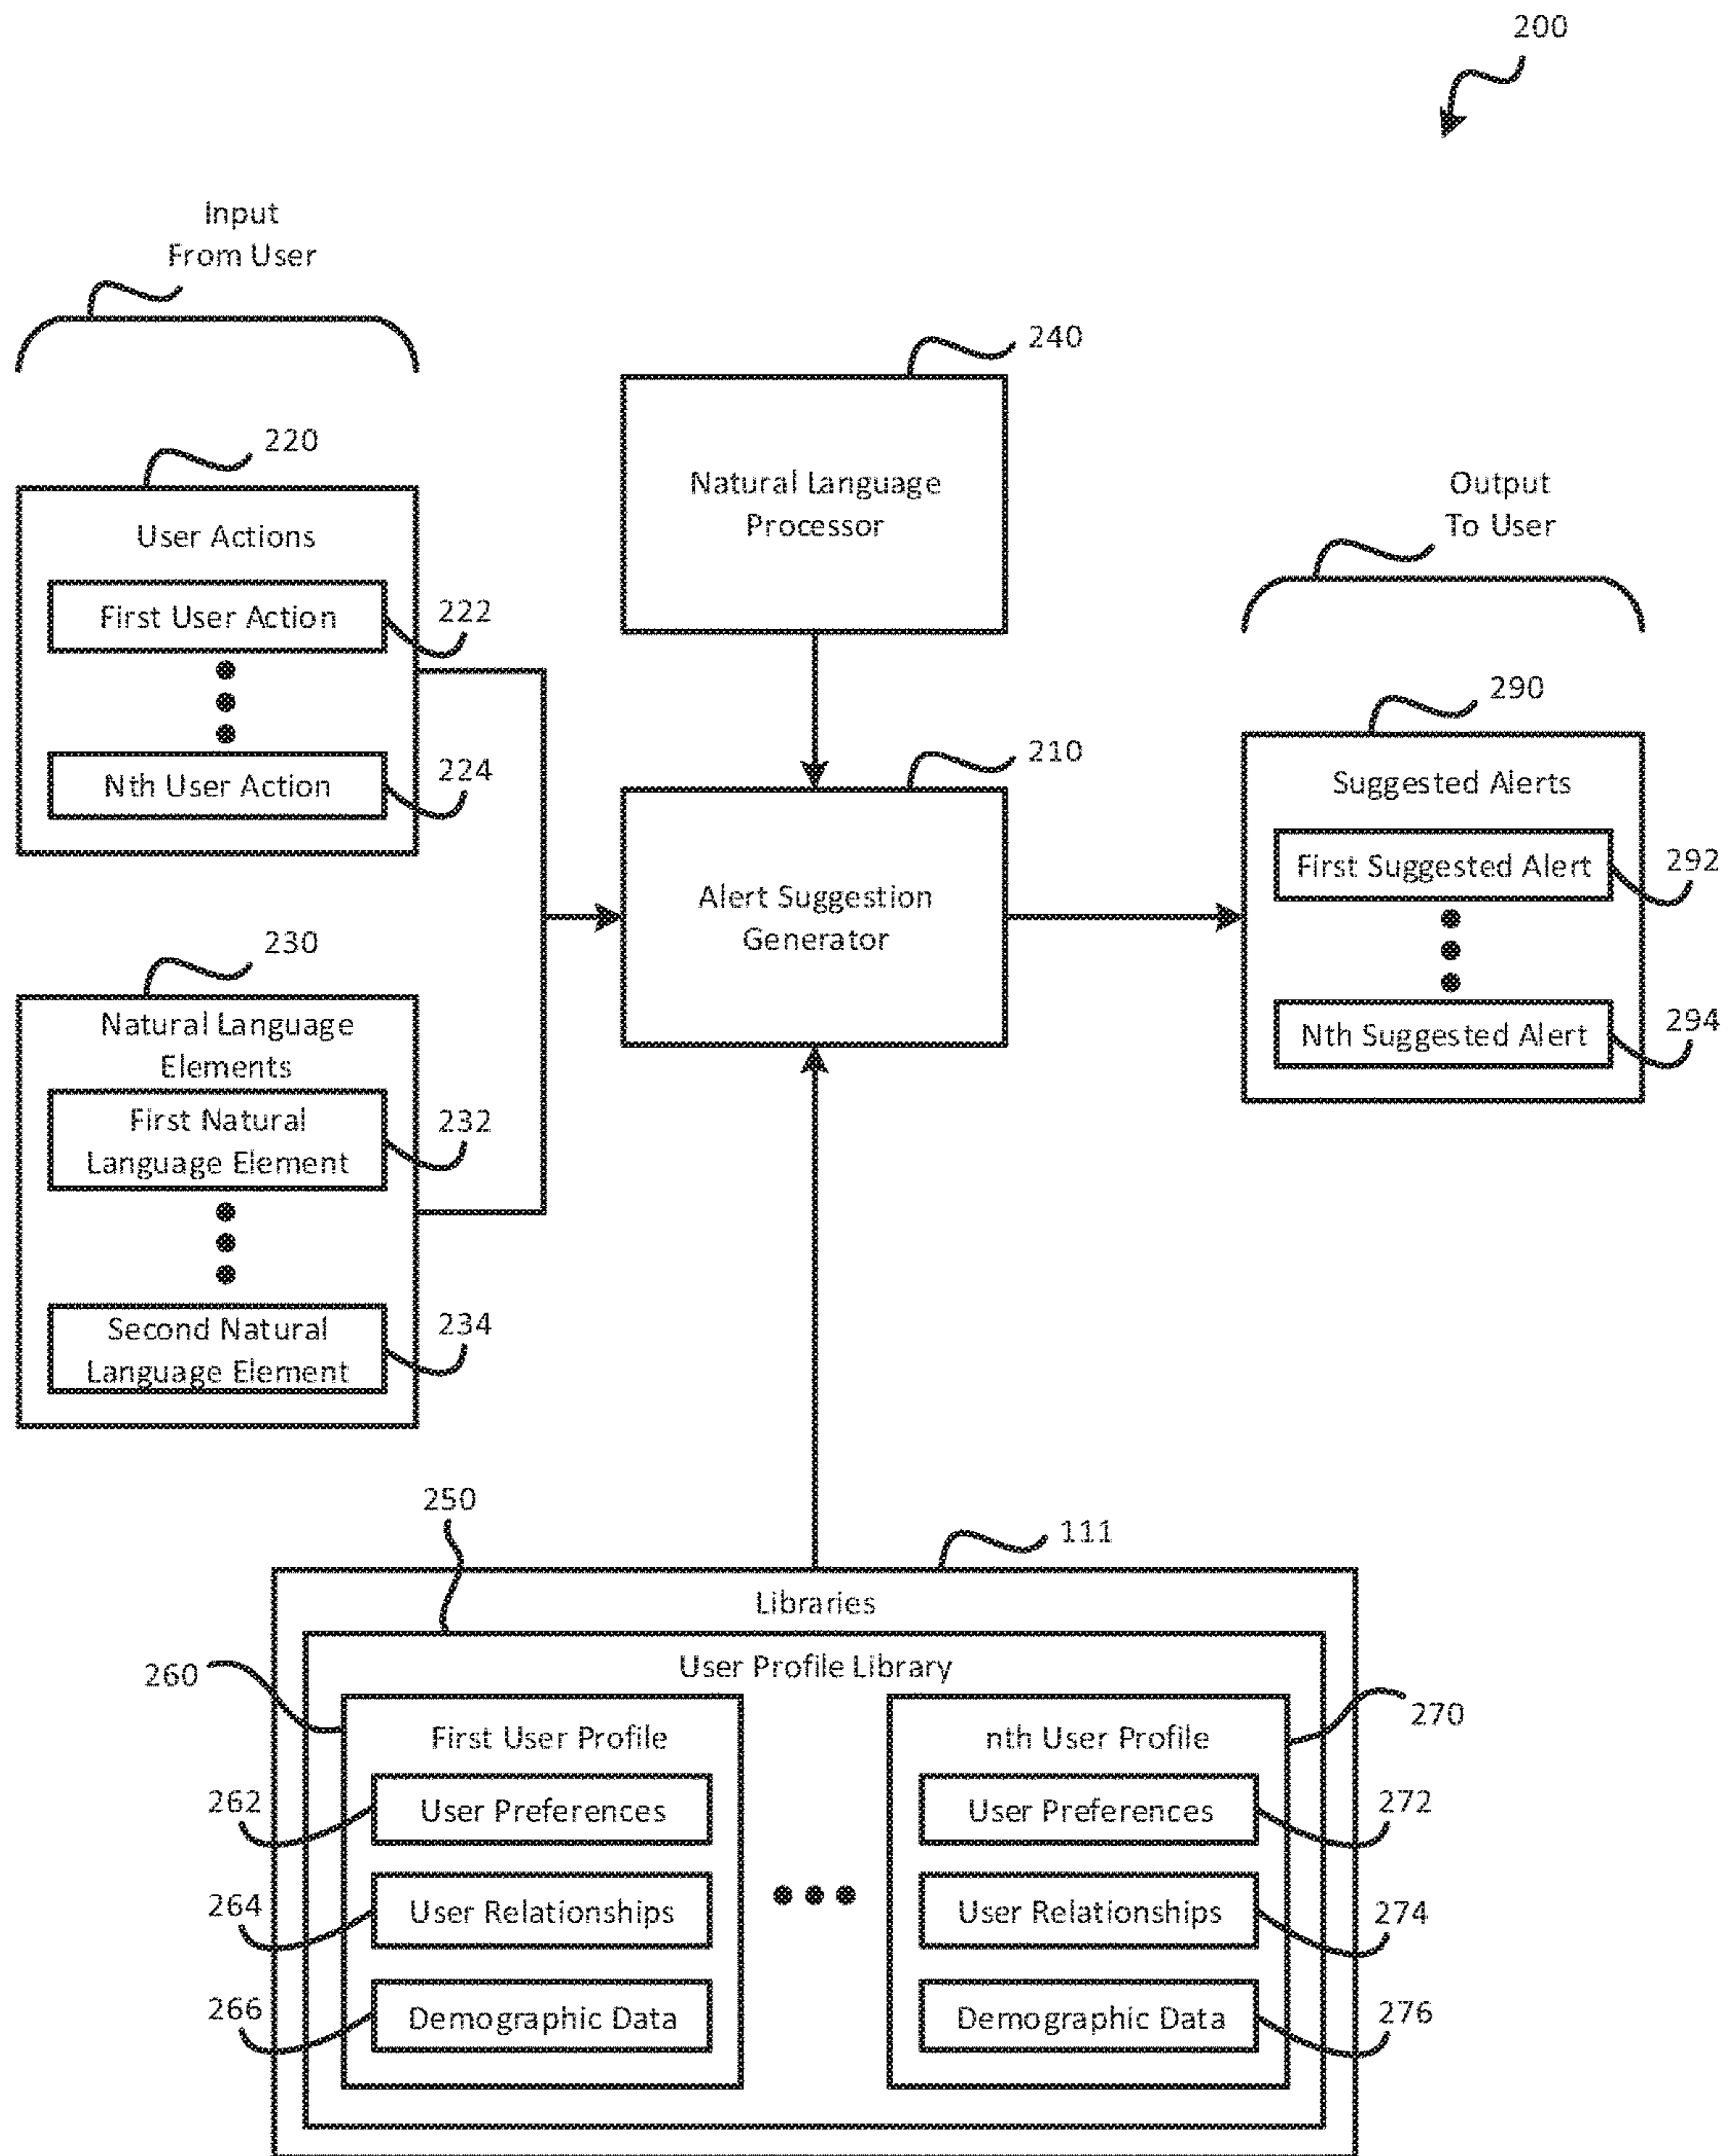 200
Input
From User
240
220
Natural Language
Processor
Output
To User
User Actions
First User Action
222
290
210
Nth User Action
224
Suggested Alerts
First Suggested Alert
292
Alert Suggestion
Generator
230
Natural Language
Elements
Nth Suggested Alert
294
First Natural
Language Element
232
Second Natural
Language Element
234
250
111
Libraries
User Profile Library
260
270
First User Profile
nth User Profile
262
User Preferences
User Preferences
272
264
User Relationships
User Relationships
274
266
Demographic Data
Demographic Data
276